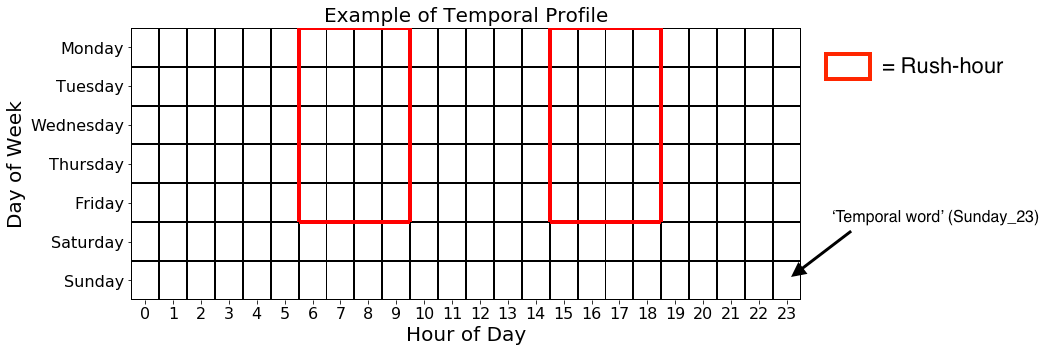 Example of Temporal Profile
Monday
Tuesday
Wednesday
Thursday
Friday
Saturday
Sunday
Day of Week
0 1 2 3 4 5 6 7 8 9 10 11 12 13 14 15 16 17 18 19 20 21 22 23
Hour of Day
= Rush-hour
‘Temporal word’ (Sunday_23)